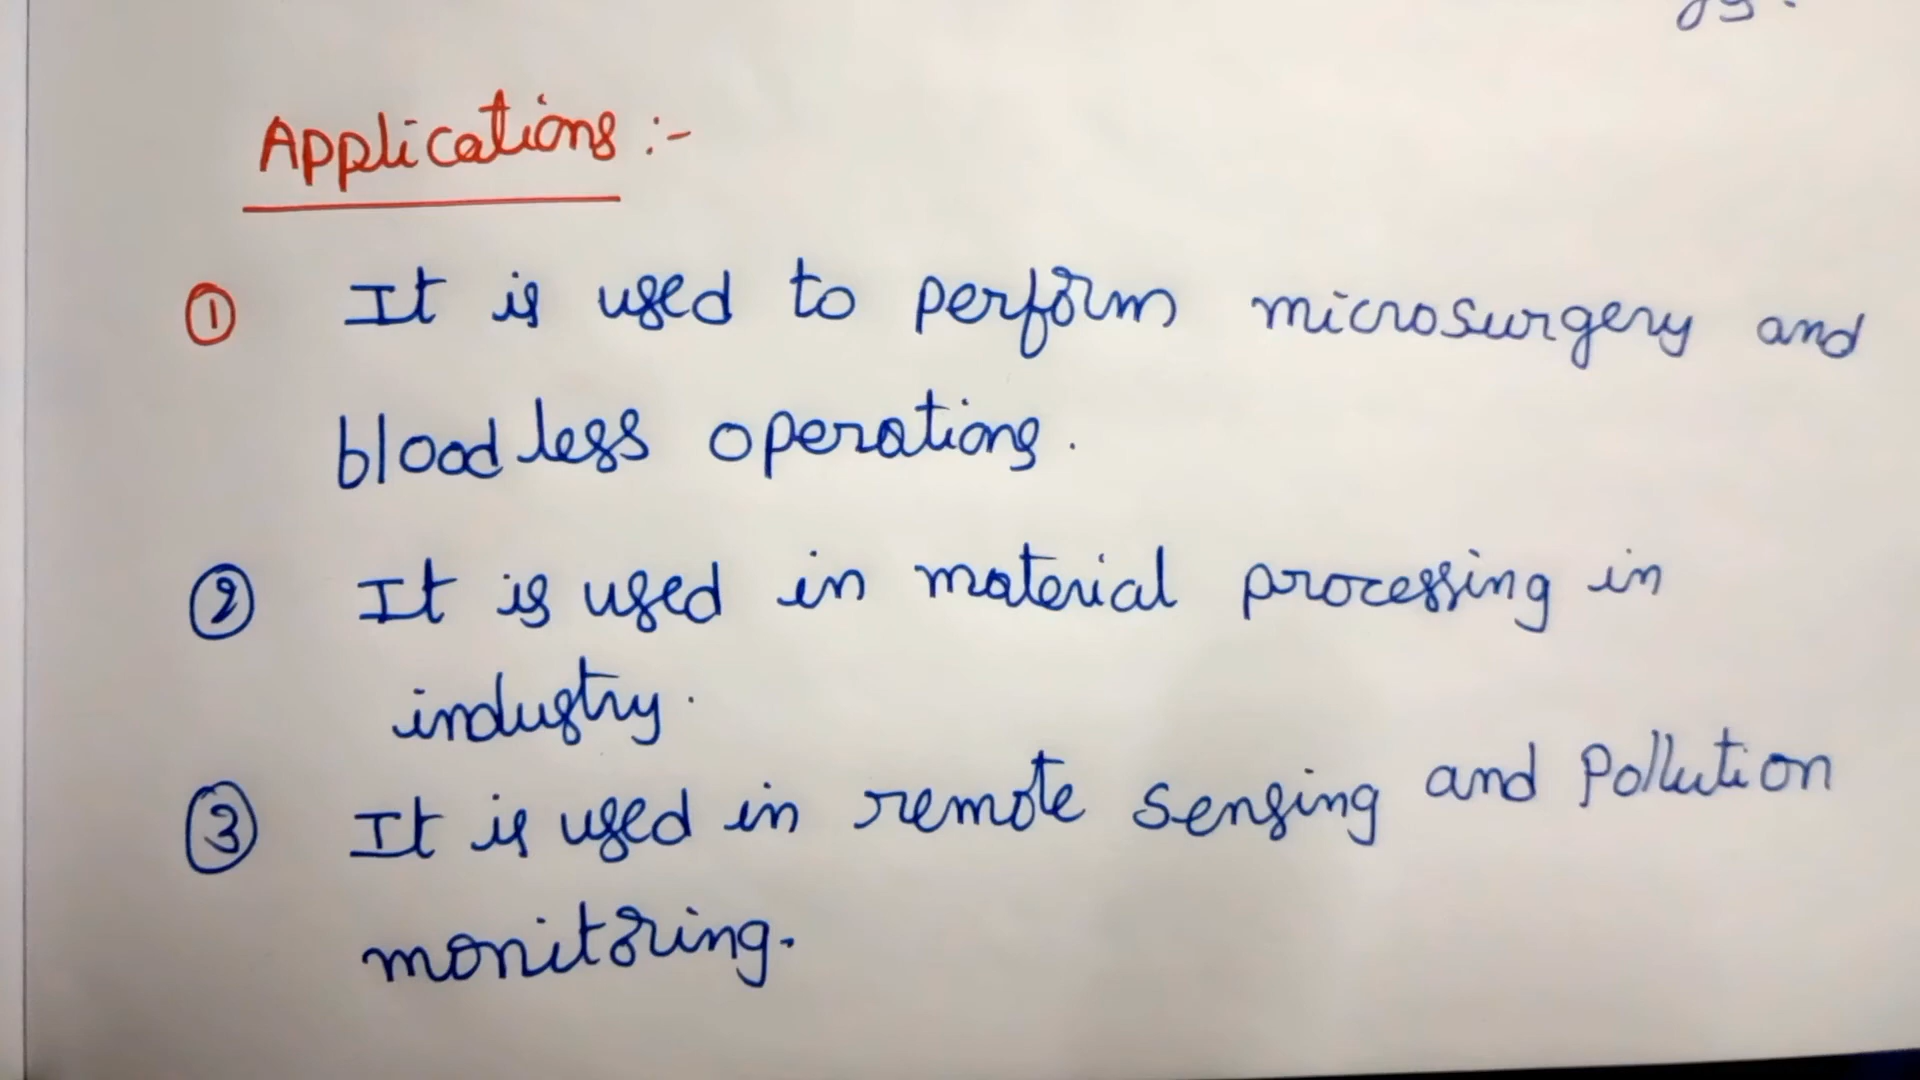 Applications :-
① It is used to perform microsurgery and
bloodless operations.
② It is used in material processing in
industry.
③ It is used in remote sensing and Pollution
monitoring.